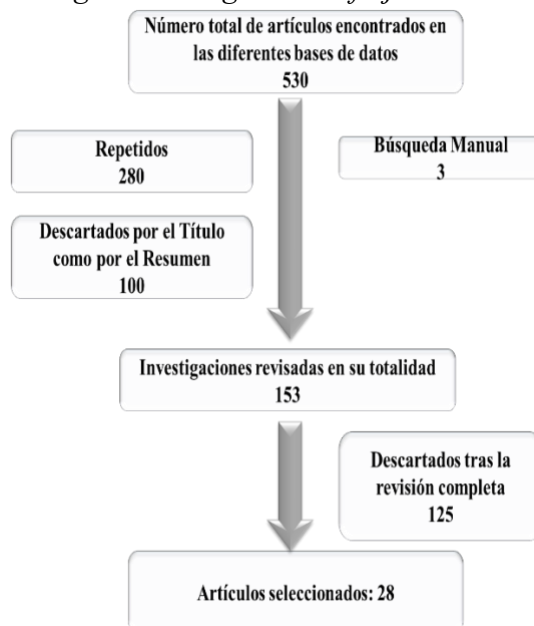 Número total de artículos encontrados en
las diferentes bases de datos
530
Repetidos
280
Búsqueda Manual
3
Descartados por el Título
como por el Resumen
100
Investigaciones revisadas en su totalidad
153
Descartados tras la
revisión completa
125
Artículos seleccionados: 28